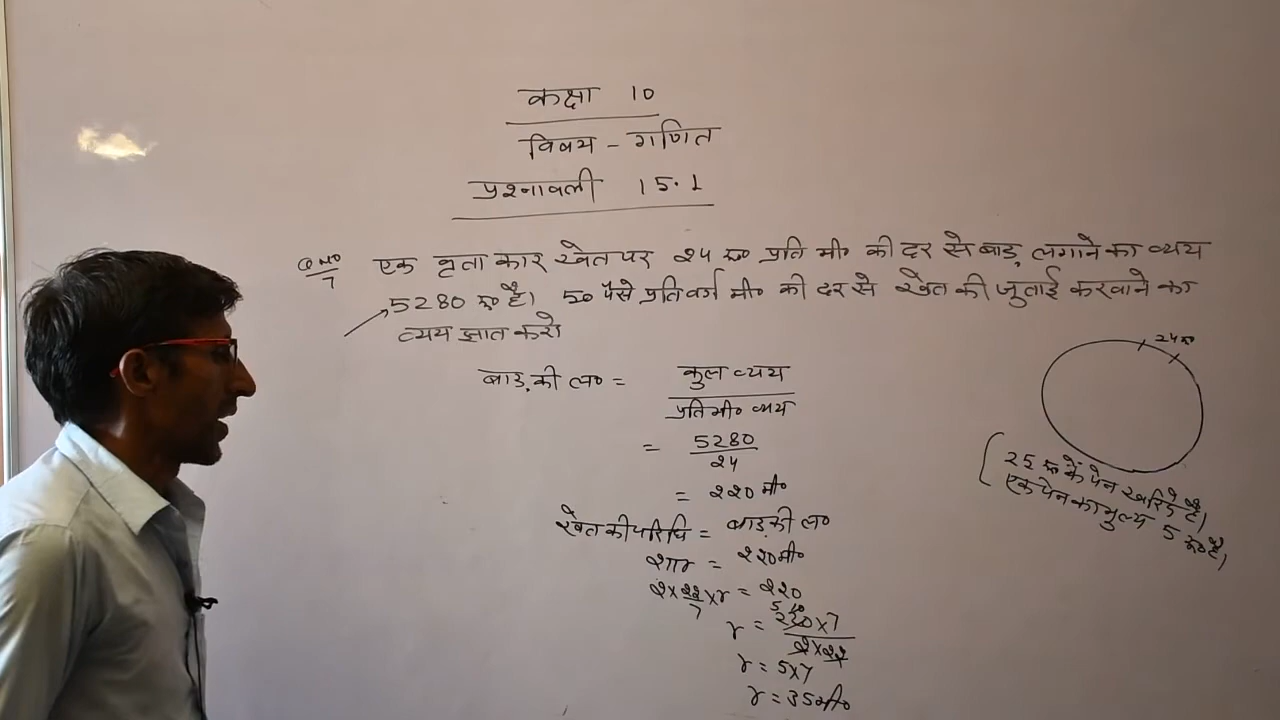 कक्षा 10
विषय - गणित
प्रश्नावली 15.1
Q No 7 एक वृता कार खेत पर 24 रू० प्रति मी० की दर से बाड़ लगाने का व्यय
5280 रू० है। 50 पैसे प्रति वर्ग मी० की दर से खेत की जुताई करवाने का
व्यय ज्ञात करो
24 रू
बाड़ की ल० = कुल व्यय / प्रति मी० व्यय
= 5280 / 24
= 220 मी०
खेत की परिधि = बाड़ की ल०
2πr = 220 मी०
2 × 22/7 × r = 220
5 10
r = 220 × 7 / 2 × 22
r = 5×7
r = 35 मी०
25 रू के पेन खरिदे है।
एक पेन का मुल्य 5 रू० है।